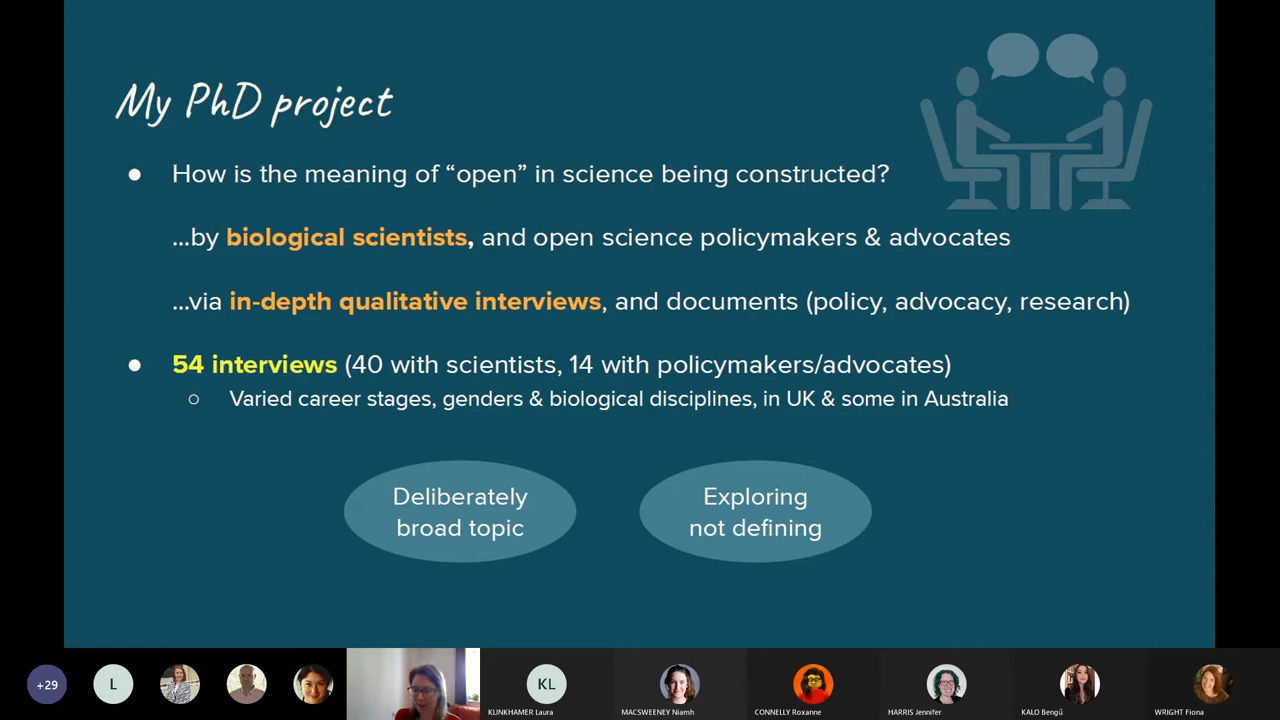 My PhD project
● How is the meaning of “open” in science being constructed?
...by biological scientists, and open science policymakers & advocates
...via in-depth qualitative interviews, and documents (policy, advocacy, research)
● 54 interviews (40 with scientists, 14 with policymakers/advocates)
○ Varied career stages, genders & biological disciplines, in UK & some in Australia
Deliberately
broad topic
Exploring
not defining
+29
L
KL
KLINKHAMER Laura
MACSWEENEY Niamh
CONNELLY Roxanne
HARRIS Jennifer
KALO Bengü
WRIGHT Fiona